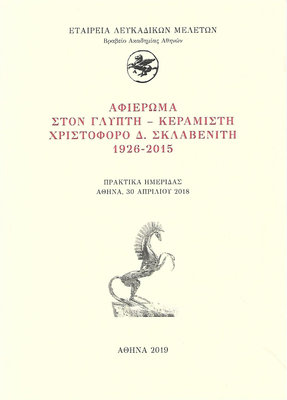 ΕΤΑΙΡΕΙΑ ΛΕΥΚΑΔΙΚΩΝ ΜΕΛΕΤΩΝ
Βραβείο Ακαδημίας Αθηνών
ΑΦΙΕΡΩΜΑ
ΣΤΟΝ ΓΛΥΠΤΗ – ΚΕΡΑΜΙΣΤΗ
ΧΡΙΣΤΟΦΟΡΟ Δ. ΣΚΛΑΒΕΝΙΤΗ
1926-2015
ΠΡΑΚΤΙΚΑ ΗΜΕΡΙΔΑΣ
ΑΘΗΝΑ, 30 ΑΠΡΙΛΙΟΥ 2018
ΑΘΗΝΑ 2019